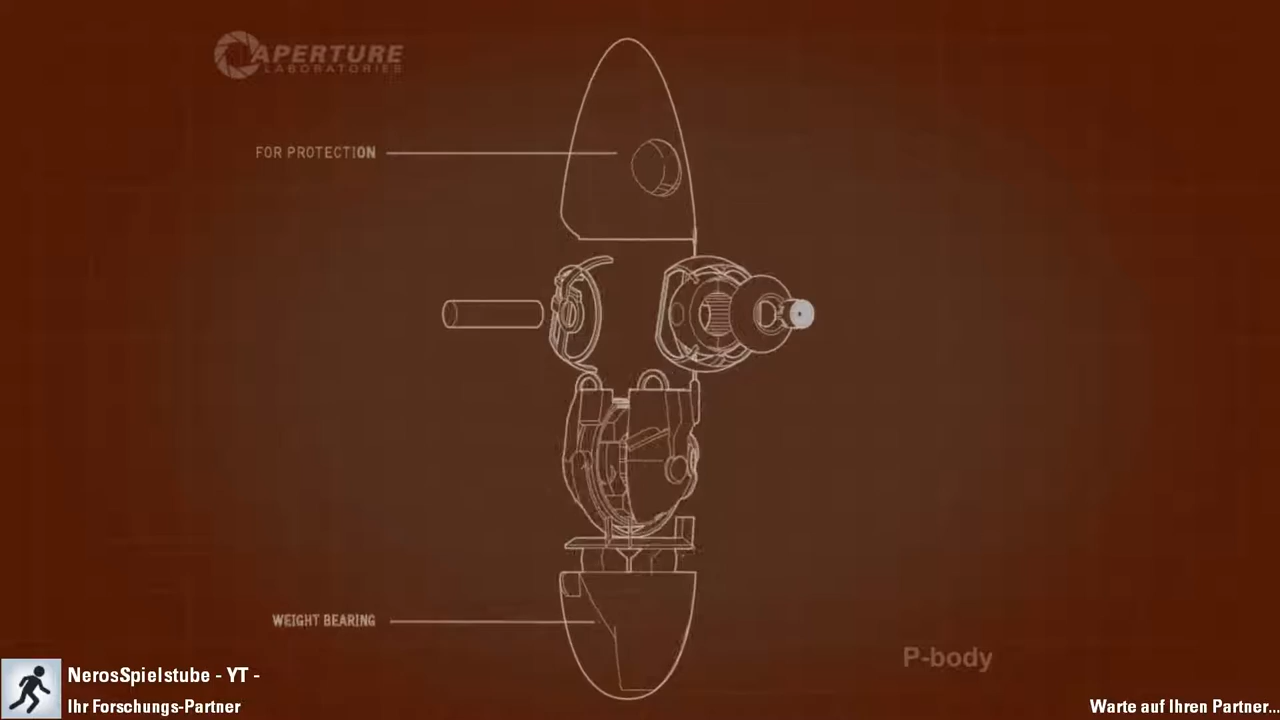 APERTURE
LABORATORIES
FOR PROTECTION
WEIGHT BEARING
P-body
NerosSpielstube - YT -
Ihr Forschungs-Partner
Warte auf Ihren Partner...